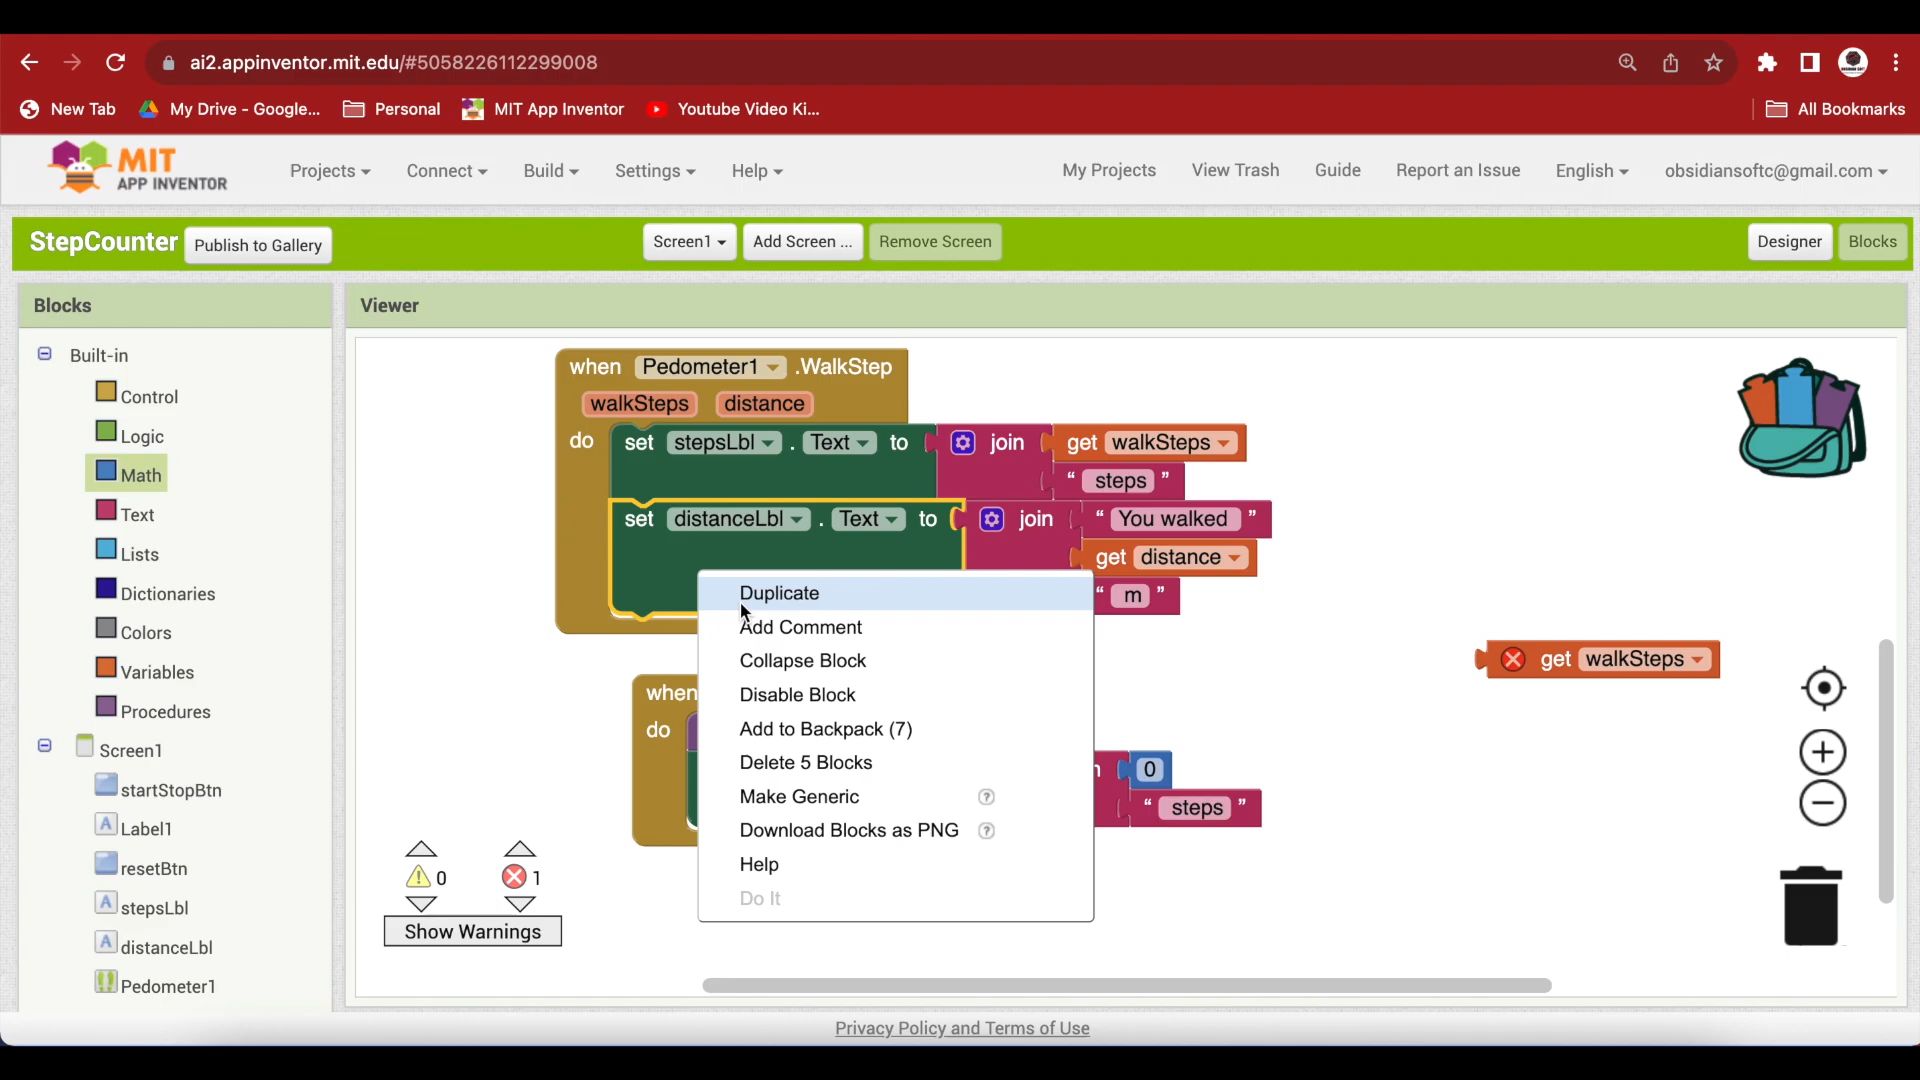 ai2.appinventor.mit.edu/#5058226112299008
New Tab My Drive - Google... Personal MIT App Inventor Youtube Video Ki... All Bookmarks
MIT
APP INVENTOR
Projects Connect Build Settings Help My Projects View Trash Guide Report an Issue English obsidiansoftc@gmail.com
StepCounter Publish to Gallery Screen1 Add Screen ... Remove Screen Designer Blocks
Blocks Viewer
Built-in
Control
Logic
Math
Text
Lists
Dictionaries
Colors
Variables
Procedures
Screen1
startStopBtn
Label1
resetBtn
stepsLbl
distanceLbl
Pedometer1
when Pedometer1 .WalkStep
walkSteps distance
do set stepsLbl . Text to join get walkSteps
“ steps ”
set distanceLbl . Text to join “ You walked ”
get distance
“ m ”
Duplicate
Add Comment
Collapse Block
Disable Block
Add to Backpack (7)
Delete 5 Blocks
Make Generic ?
Download Blocks as PNG ?
Help
Do It
get walkSteps
when
do
0
“ steps ”
0 1
Show Warnings
Privacy Policy and Terms of Use